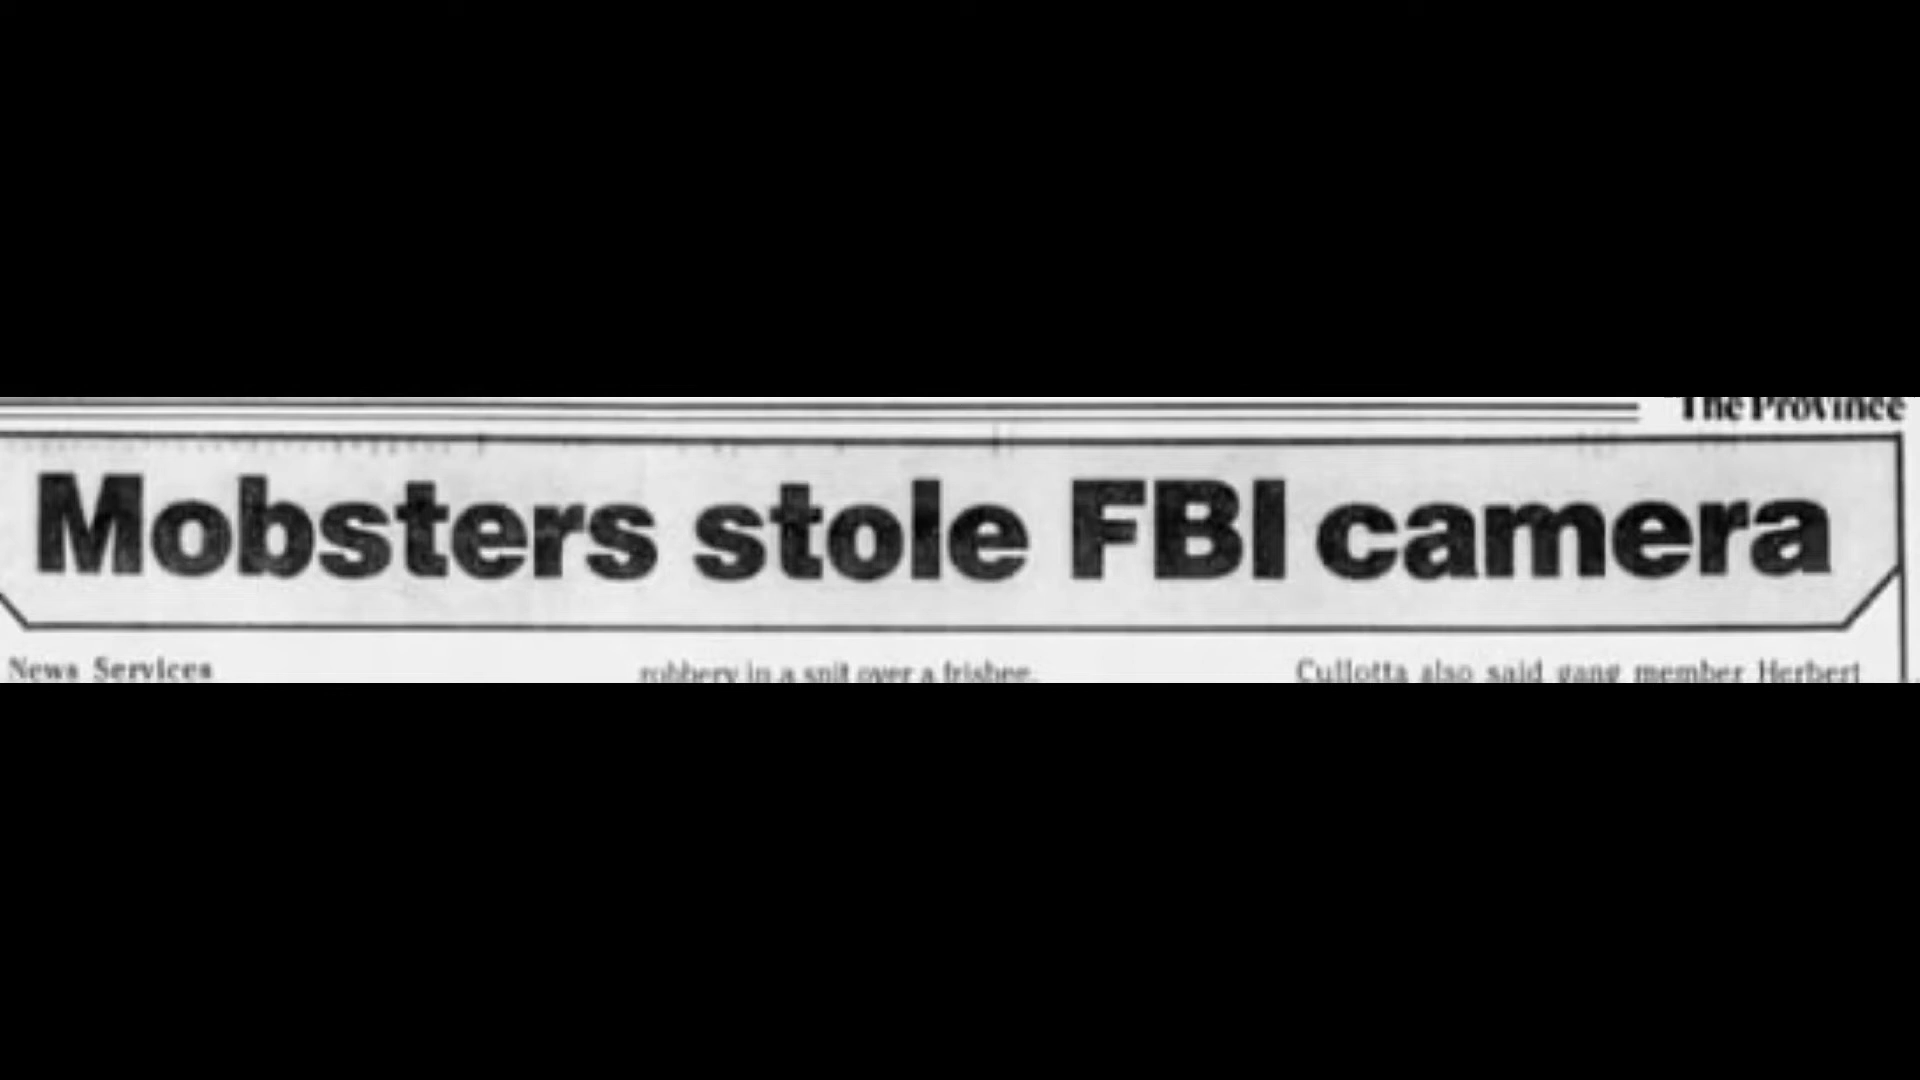 The Province
Mobsters stole FBI camera
News Services
robbery in a snit over a frisbee.
Cullotta also said gang member Herbert